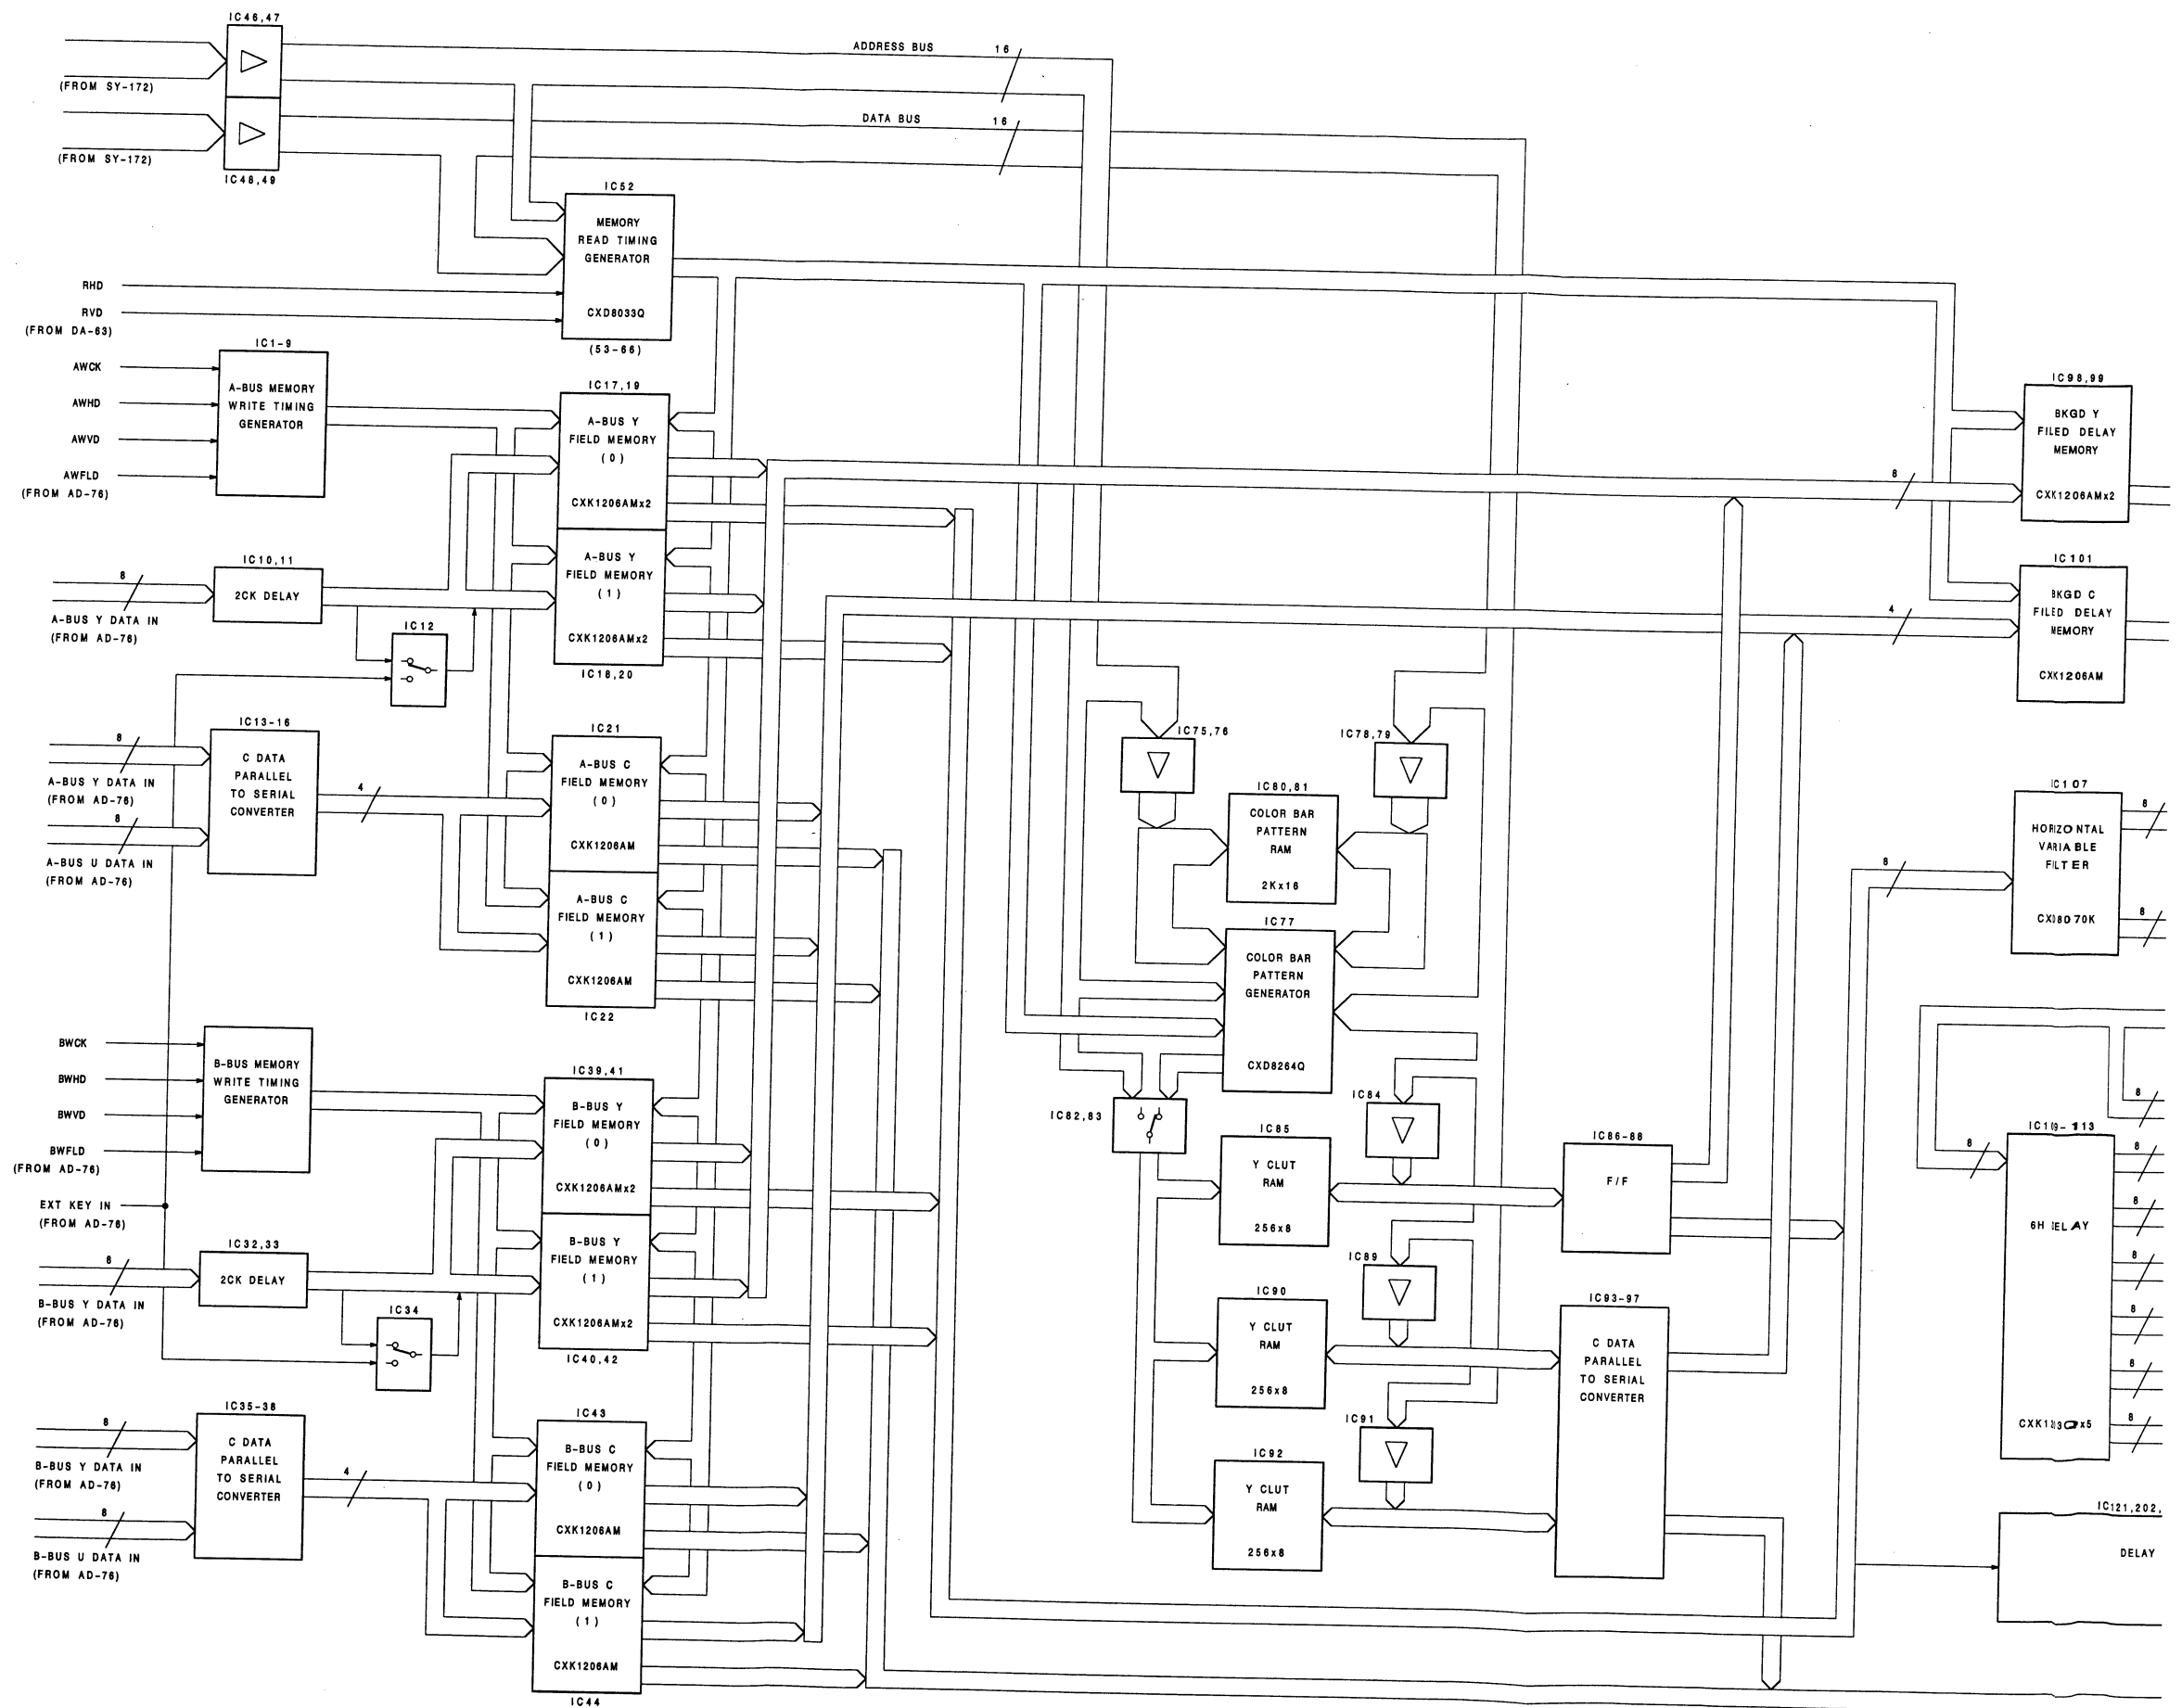 IC46,47
ADDRESS BUS 16
(FROM SY-172)
DATA BUS 16
(FROM SY-172)
IC48,49
IC52
MEMORY
READ TIMING
GENERATOR
CXD8033Q
(53-66)
RHD
RVD
(FROM DA-63)
IC1-9
A-BUS MEMORY
WRITE TIMING
GENERATOR
AWCK
AWHD
AWVD
AWFLD
(FROM AD-76)
IC17,19
A-BUS Y
FIELD MEMORY
(0)
CXK1206AMx2
A-BUS Y
FIELD MEMORY
(1)
CXK1206AMx2
IC18,20
IC10,11
8
2CK DELAY
A-BUS Y DATA IN
(FROM AD-76)
IC12
IC13-16
8
C DATA
PARALLEL
TO SERIAL
CONVERTER
4
A-BUS Y DATA IN
(FROM AD-76)
8
A-BUS U DATA IN
(FROM AD-76)
IC21
A-BUS C
FIELD MEMORY
(0)
CXK1206AM
A-BUS C
FIELD MEMORY
(1)
CXK1206AM
IC22
BWCK
BWHD
BWVD
BWFLD
(FROM AD-76)
B-BUS MEMORY
WRITE TIMING
GENERATOR
EXT KEY IN
(FROM AD-76)
IC39,41
B-BUS Y
FIELD MEMORY
(0)
CXK1206AMx2
B-BUS Y
FIELD MEMORY
(1)
CXK1206AMx2
IC40,42
IC32,33
8
2CK DELAY
B-BUS Y DATA IN
(FROM AD-76)
IC34
IC35-38
8
C DATA
PARALLEL
TO SERIAL
CONVERTER
4
B-BUS Y DATA IN
(FROM AD-76)
8
B-BUS U DATA IN
(FROM AD-76)
IC43
B-BUS C
FIELD MEMORY
(0)
CXK1206AM
B-BUS C
FIELD MEMORY
(1)
CXK1206AM
IC44
IC75,76
IC78,79
IC80,81
COLOR BAR
PATTERN
RAM
2Kx16
IC77
COLOR BAR
PATTERN
GENERATOR
CXD8264Q
IC82,83
IC84
IC85
Y CLUT
RAM
256x8
IC86-88
F/F
IC89
IC90
Y CLUT
RAM
256x8
IC93-97
C DATA
PARALLEL
TO SERIAL
CONVERTER
IC91
IC92
Y CLUT
RAM
256x8
IC98,99
BKGD Y
FILED DELAY
MEMORY
8
CXK1206AMx2
IC101
BKGD C
FILED DELAY
MEMORY
4
CXK1206AM
IC107
8
HORIZONTAL
VARIABLE
FILTER
8
8
8
8
8
8
8
8
8
8
8
IC121,202,
DELAY